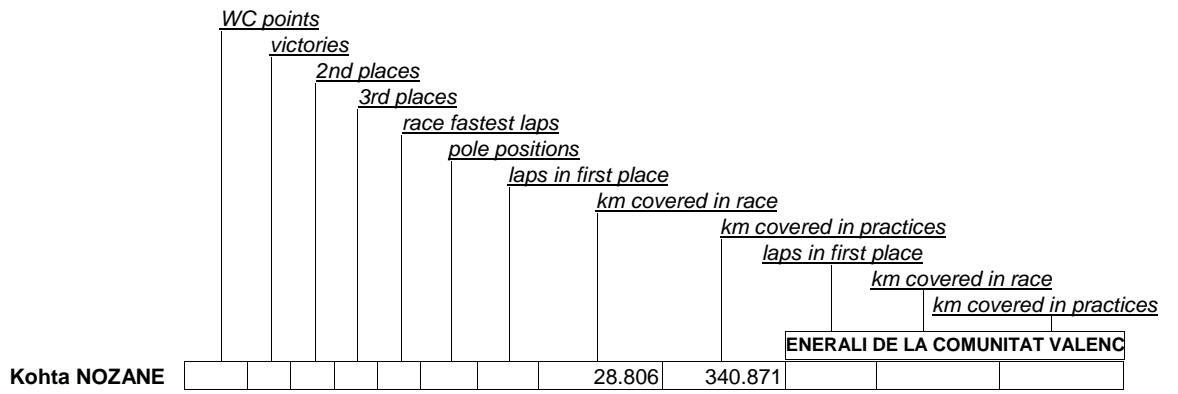 WC points
victories
2nd places
3rd places
race fastest laps
pole positions
laps in first place
km covered in race
km covered in practices
laps in first place
km covered in race
km covered in practices
ENERALI DE LA COMUNITAT VALENC
Kohta NOZANE 28.806 340.871